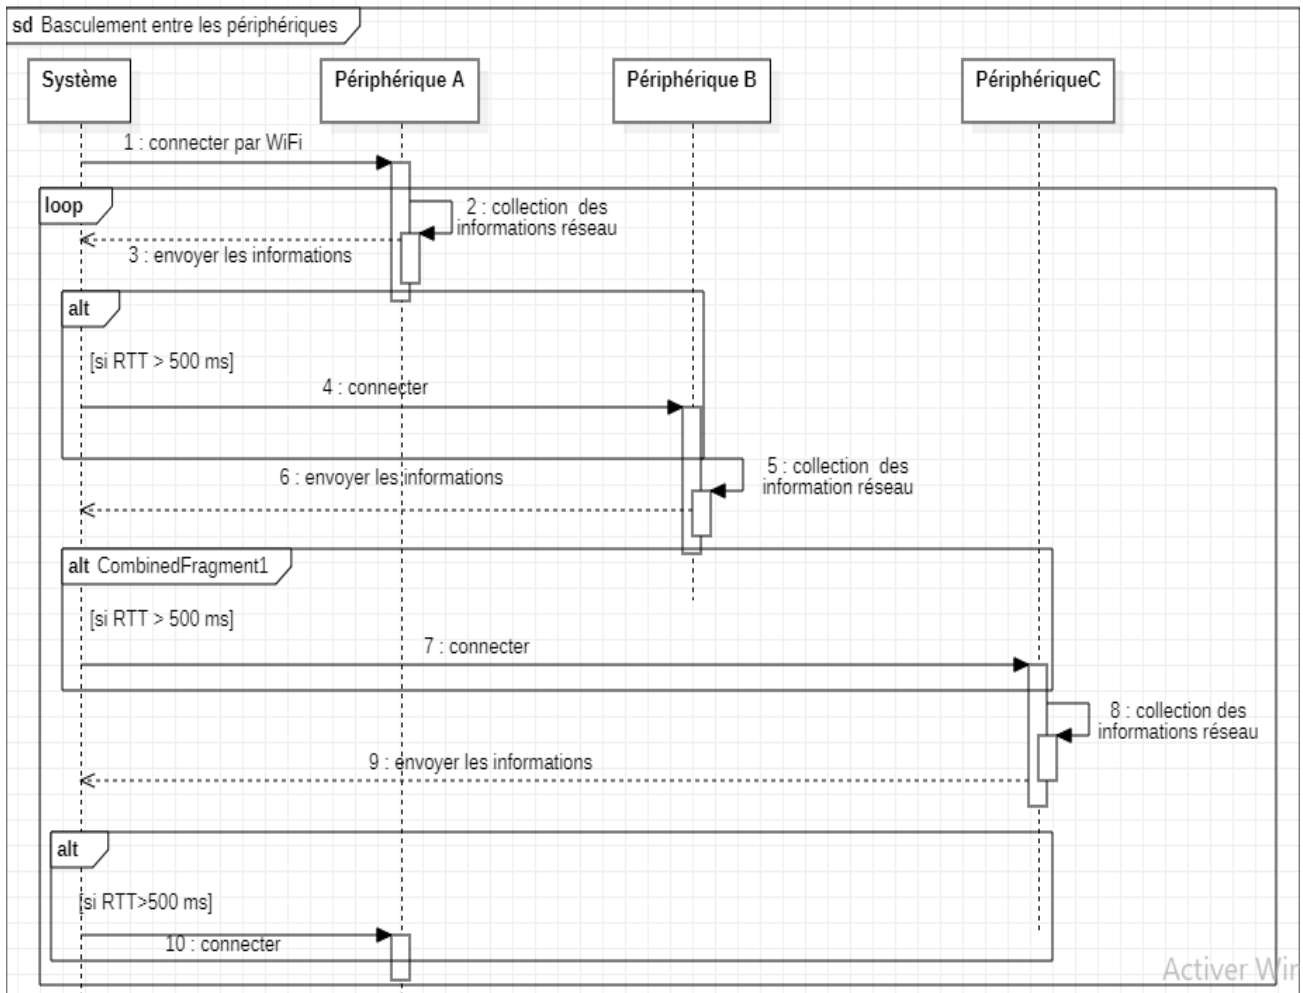 sd Basculement entre les périphériques
Système
Périphérique A
Périphérique B
PériphériqueC
1 : connecter par WiFi
loop
2 : collection des
informations réseau
3 : envoyer les informations
alt
[si RTT > 500 ms]
4 : connecter
5 : collection des
information réseau
6 : envoyer les informations
alt CombinedFragment1
[si RTT > 500 ms]
7 : connecter
8 : collection des
informations réseau
9 : envoyer les informations
alt
[si RTT>500 ms]
10 : connecter
Activer Win